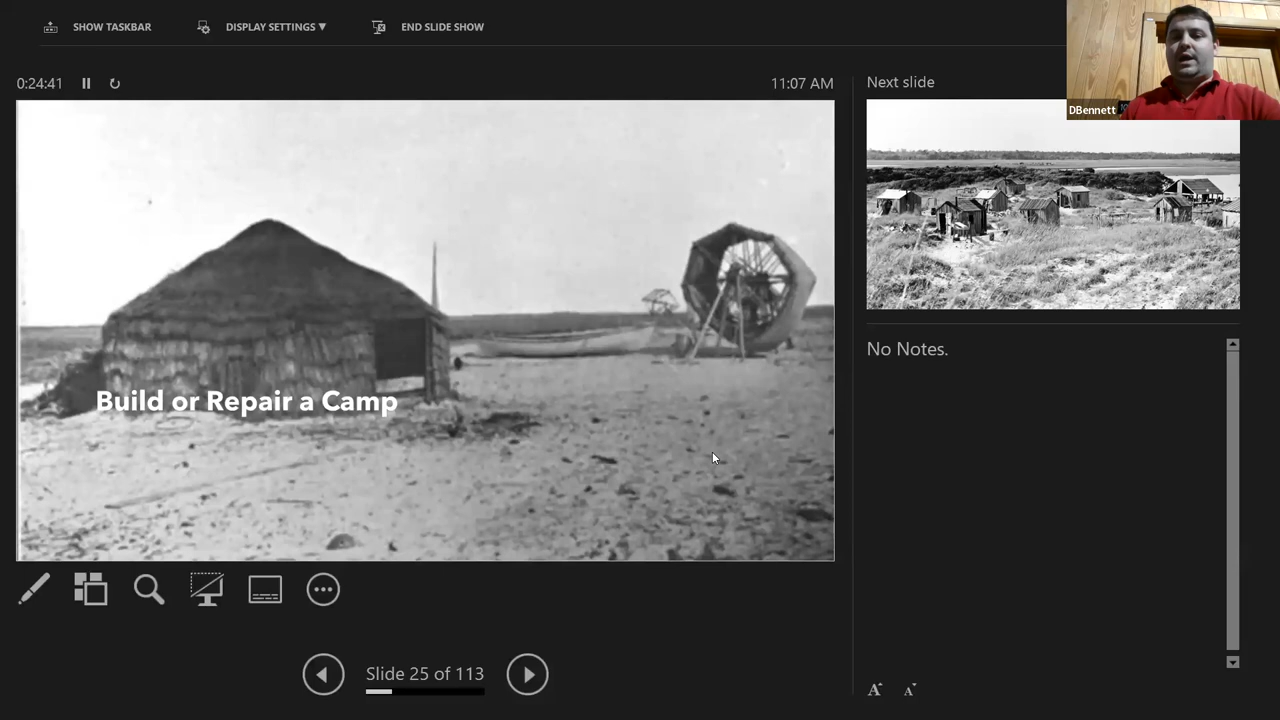 SHOW TASKBAR
DISPLAY SETTINGS ▼
END SLIDE SHOW
0:24:41
11:07 AM
Next slide
DBennett
Build or Repair a Camp
No Notes.
Slide 25 of 113
A A